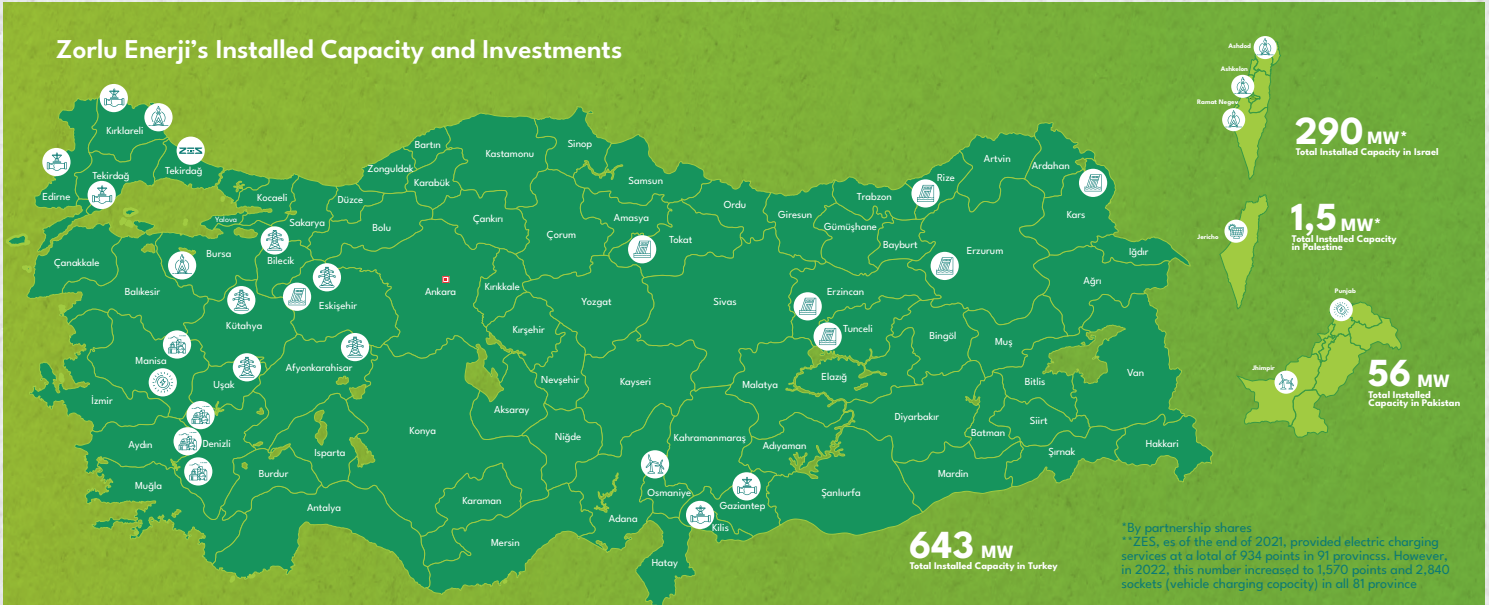 Zorlu Enerji’s Installed Capacity and Investments
Kırklareli
ZES
Tekirdağ
Tekirdağ
Edirne
Kocaeli
Yalova
Sakarya
Düzce
Zonguldak
Bartın
Karabük
Kastamonu
Sinop
Samsun
Bolu
Çankırı
Çorum
Amasya
Tokat
Ordu
Giresun
Trabzon
Gümüşhane
Bayburt
Rize
Artvin
Ardahan
Kars
Iğdır
Erzurum
Ağrı
Çanakkale
Bursa
Bilecik
Balıkesir
Kütahya
Eskişehir
Ankara
Kırıkkale
Yozgat
Sivas
Erzincan
Tunceli
Bingöl
Muş
Kırşehir
Manisa
Uşak
Afyonkarahisar
Nevşehir
Kayseri
Malatya
Elazığ
Bitlis
Van
İzmir
Aksaray
Diyarbakır
Batman
Siirt
Şırnak
Hakkari
Aydın
Denizli
Isparta
Konya
Niğde
Kahramanmaraş
Adıyaman
Mardin
Muğla
Burdur
Antalya
Karaman
Mersin
Adana
Osmaniye
Gaziantep
Kilis
Şanlıurfa
Hatay
Ashdod
Ashkelon
Ramat Negev
290 MW*
Total Installed Capacity in Israel
Jericho
1,5 MW*
Total Installed Capacity
in Palestine
Punjab
Jhimpir
56 MW
Total Installed
Capacity in Pakistan
643 MW
Total Installed Capacity in Turkey
*By partnership shares
**ZES, es of the end of 2021, provided electric charging
services at a lotal of 934 points in 91 provincss. However,
in 2022, this number increased to 1,570 points and 2,840
sockets (vehicle charging copocity) in all 81 province